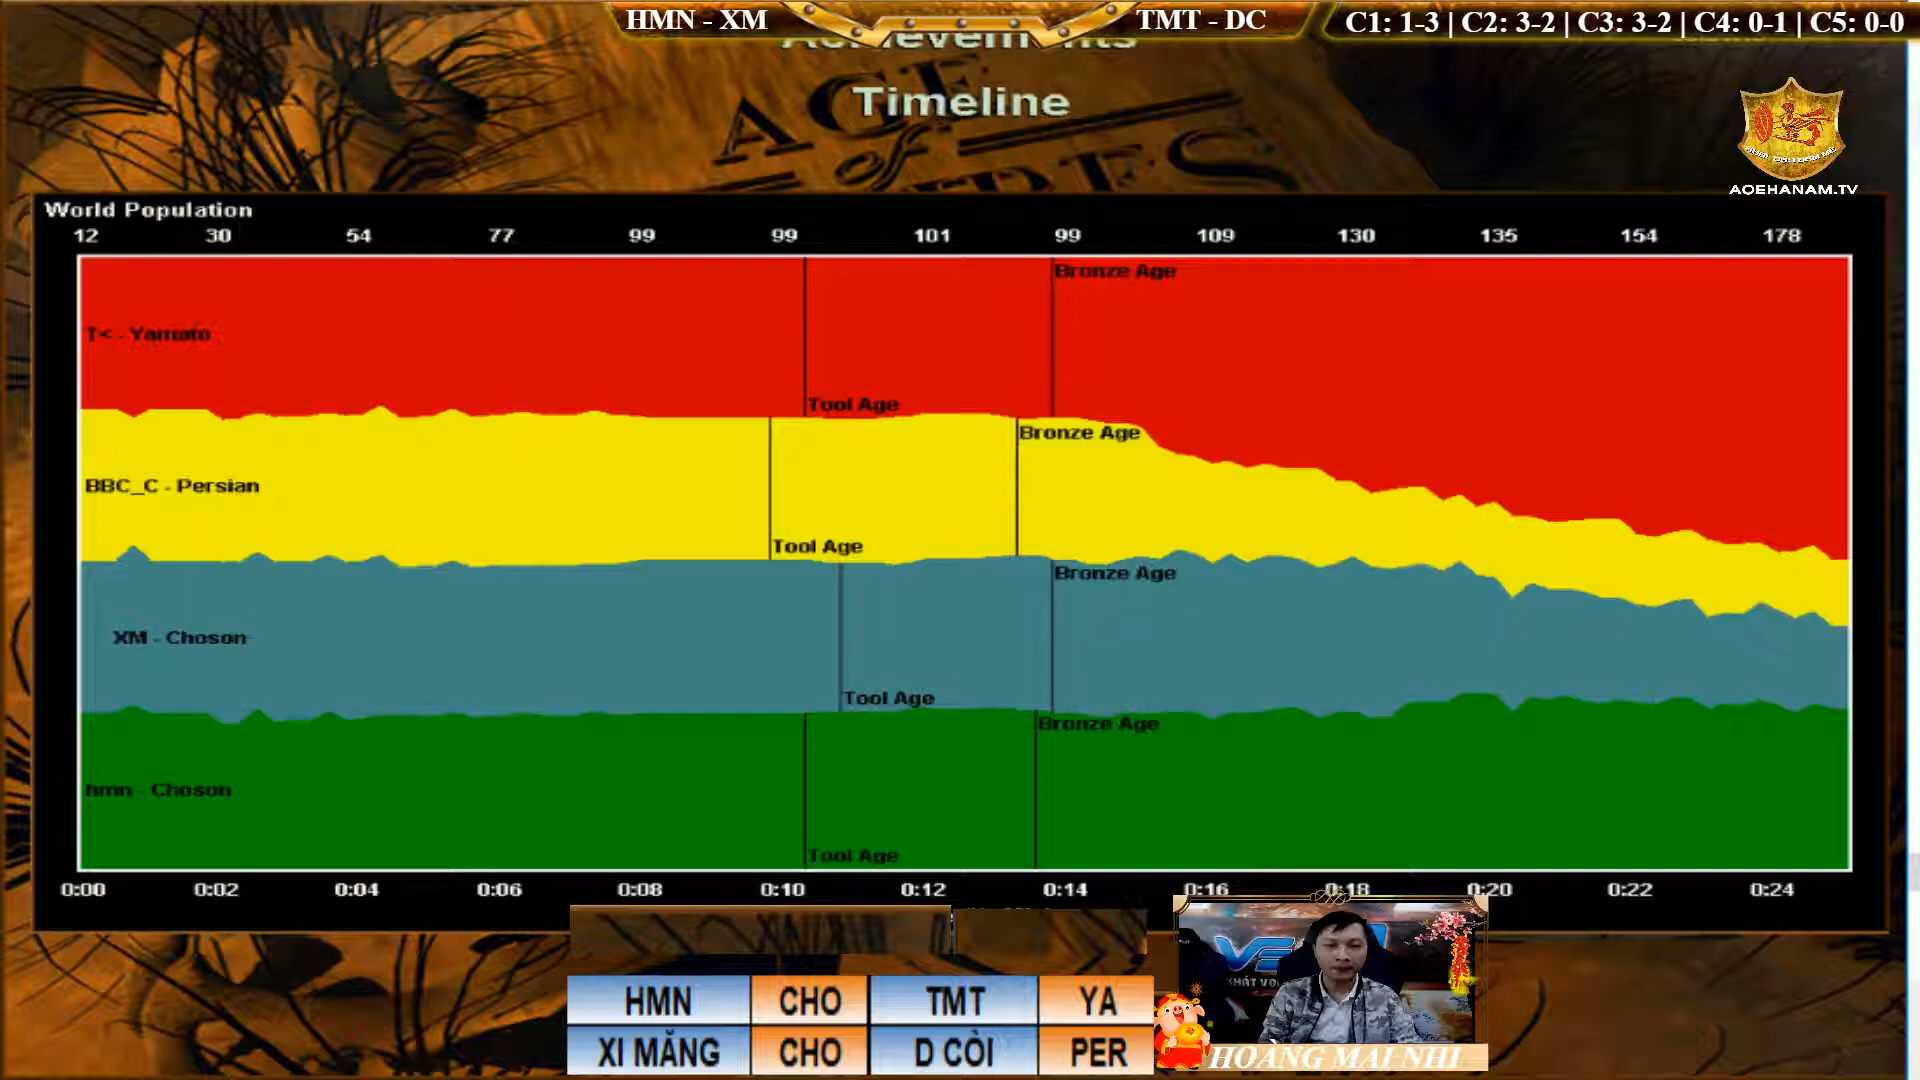 HMN - XM
TMT - DC
C1: 1-3 | C2: 3-2 | C3: 3-2 | C4: 0-1 | C5: 0-0
Achievements
Timeline
AGE
of
AOEHANAM.TV
World Population
12 30 54 77 99 99 101 99 109 130 135 154 178
Bronze Age
T< - Yamato
Tool Age
Bronze Age
BBC_C - Persian
Tool Age
Bronze Age
XM - Choson
Tool Age
Bronze Age
hmn - Choson
Tool Age
0:00 0:02 0:04 0:06 0:08 0:10 0:12 0:14 0:16 0:18 0:20 0:22 0:24
HMN CHO TMT YA
XI MĂNG CHO D CÒI PER
HOÀNG MAI NHI